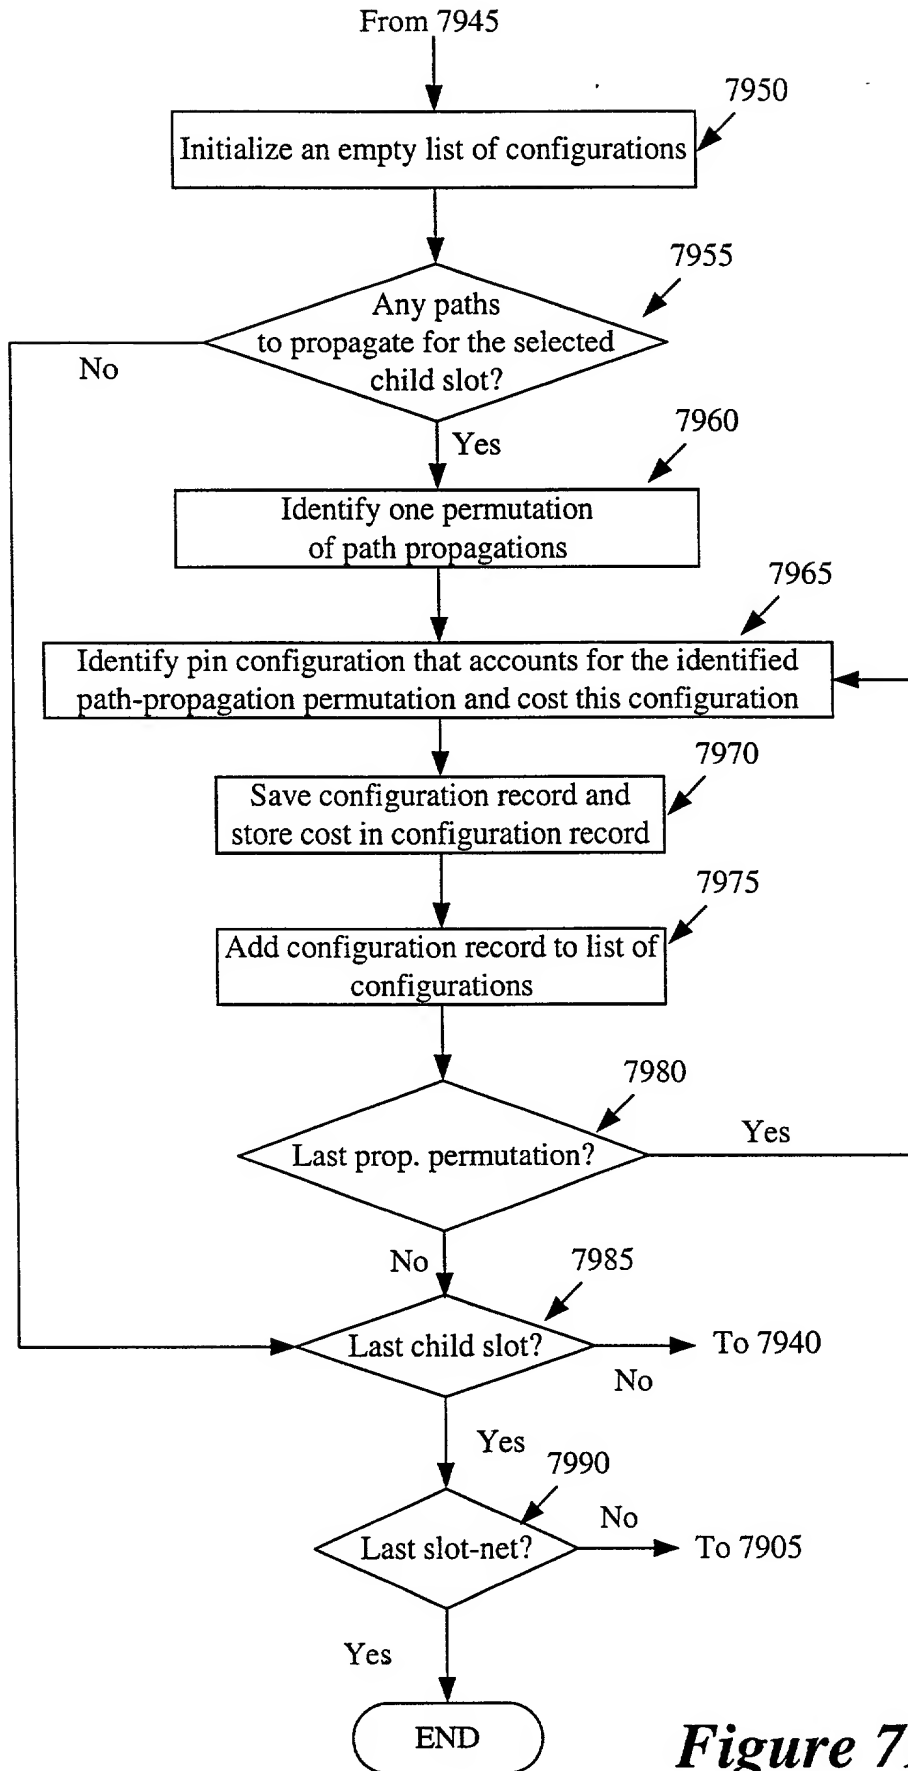 From 7945
7950
Initialize an empty list of configurations
7955
Any paths
to propagate for the selected
child slot?
No
Yes
7960
Identify one permutation
of path propagations
7965
Identify pin configuration that accounts for the identified
path-propagation permutation and cost this configuration
7970
Save configuration record and
store cost in configuration record
7975
Add configuration record to list of
configurations
7980
Last prop. permutation?
Yes
No
7985
Last child slot?
To 7940
No
Yes
7990
Last slot-net?
No
To 7905
Yes
END
Figure